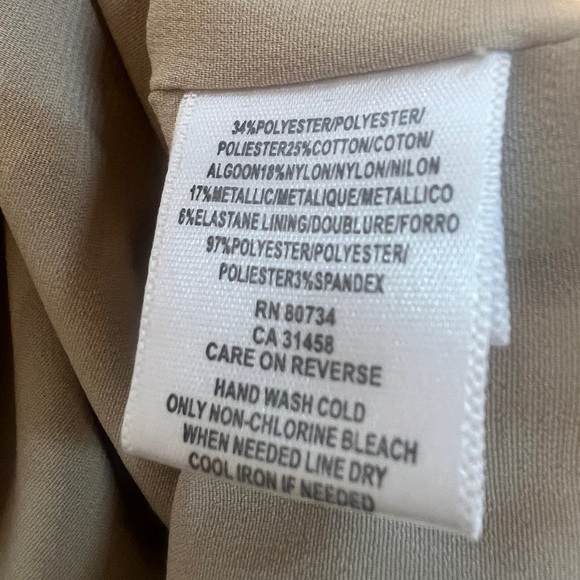 34%POLYESTER/POLYESTER/
POLIESTER25%COTTON/COTON/
ALGOON18%NYLON/NYLON/NILON
17%METALLIC/METALIQUE/METALLICO
6%ELASTANE LINING/DOUBLURE/FORRO
97%POLYESTER/POLYESTER/
POLIESTER3%SPANDEX
RN 80734
CA 31458
CARE ON REVERSE
HAND WASH COLD
ONLY NON-CHLORINE BLEACH
WHEN NEEDED LINE DRY
COOL IRON IF NEEDED